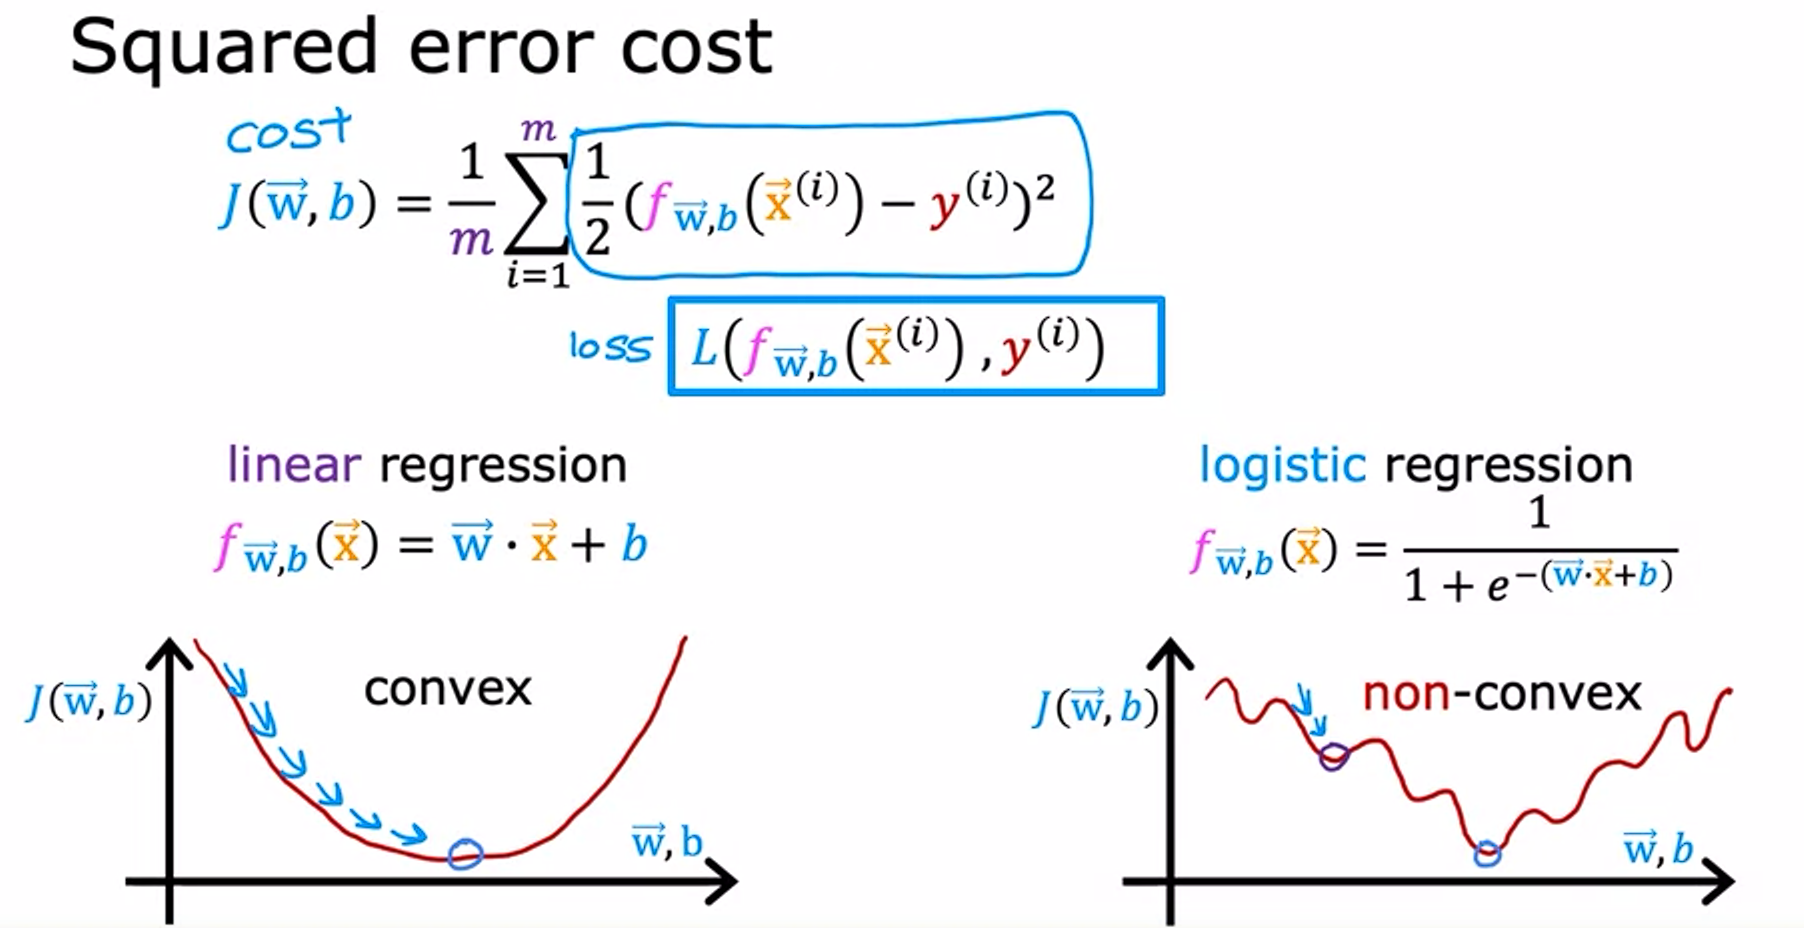 Squared error cost
cost
J(w⃗, b) = 1/m ∑_{i=1}^{m} 1/2 (f_{w⃗,b}(x⃗^{(i)}) − y^{(i)})²
loss L(f_{w⃗,b}(x⃗^{(i)}), y^{(i)})
linear regression
f_{w⃗,b}(x⃗) = w⃗ · x⃗ + b
J(w⃗, b)
convex
w⃗, b
logistic regression
f_{w⃗,b}(x⃗) = 1/(1 + e^{−(w⃗·x⃗+b)})
J(w⃗, b)
non-convex
w⃗, b